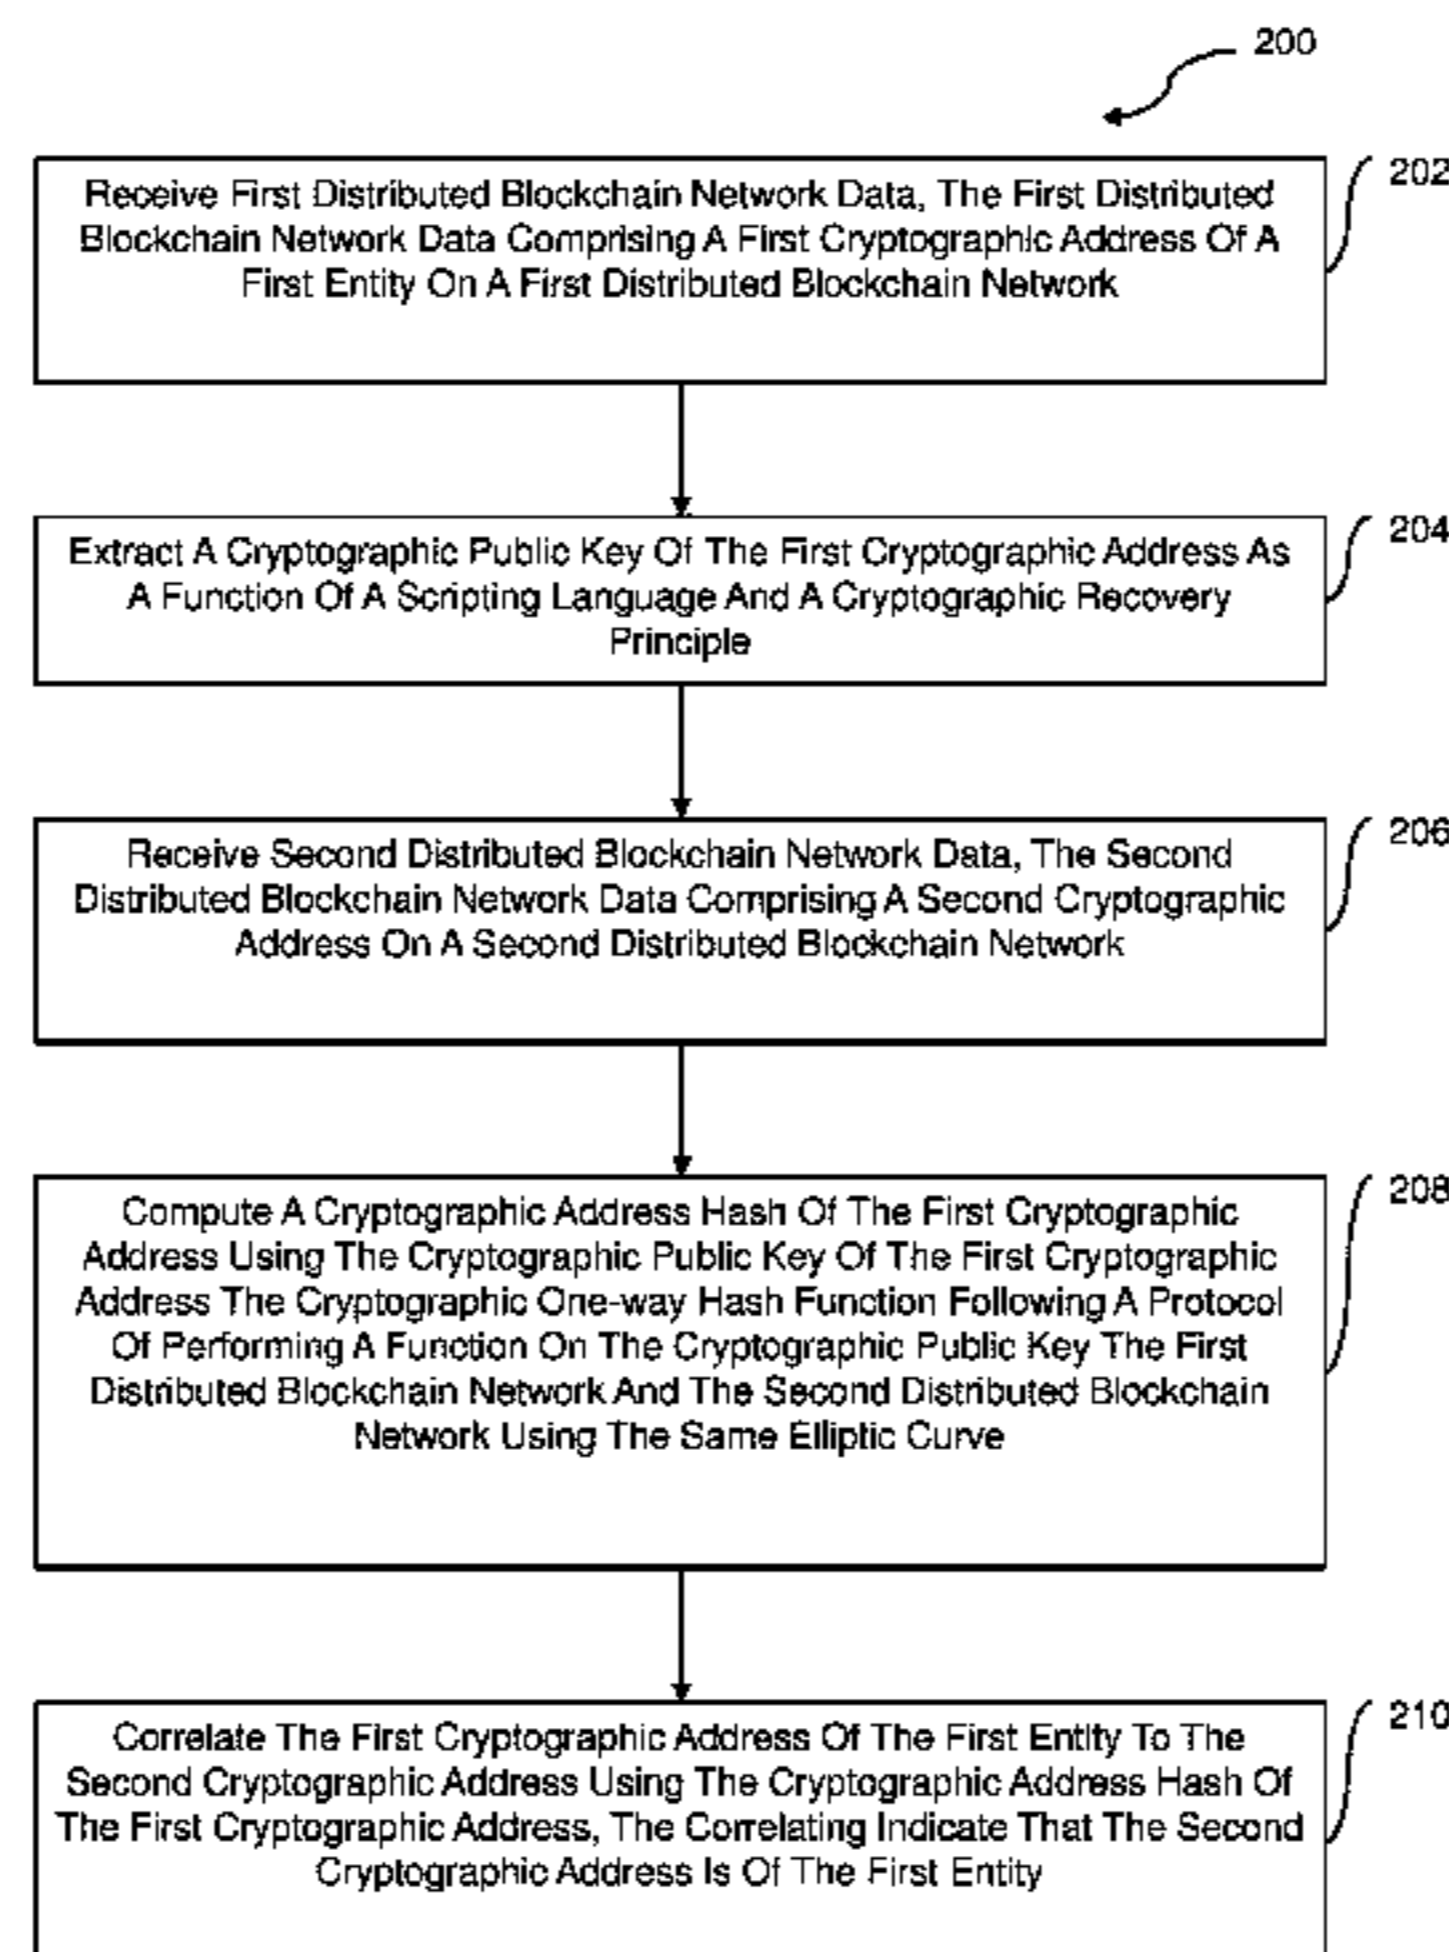 200
202
Receive First Distributed Blockchain Network Data, The First Distributed
Blockchain Network Data Comprising A First Cryptographic Address Of A
First Entity On A First Distributed Blockchain Network
204
Extract A Cryptographic Public Key Of The First Cryptographic Address As
A Function Of A Scripting Language And A Cryptographic Recovery
Principle
206
Receive Second Distributed Blockchain Network Data, The Second
Distributed Blockchain Network Data Comprising A Second Cryptographic
Address On A Second Distributed Blockchain Network
208
Compute A Cryptographic Address Hash Of The First Cryptographic
Address Using The Cryptographic Public Key Of The First Cryptographic
Address The Cryptographic One-way Hash Function Following A Protocol
Of Performing A Function On The Cryptographic Public Key The First
Distributed Blockchain Network And The Second Distributed Blockchain
Network Using The Same Elliptic Curve
210
Correlate The First Cryptographic Address Of The First Entity To The
Second Cryptographic Address Using The Cryptographic Address Hash Of
The First Cryptographic Address, The Correlating Indicate That The Second
Cryptographic Address Is Of The First Entity